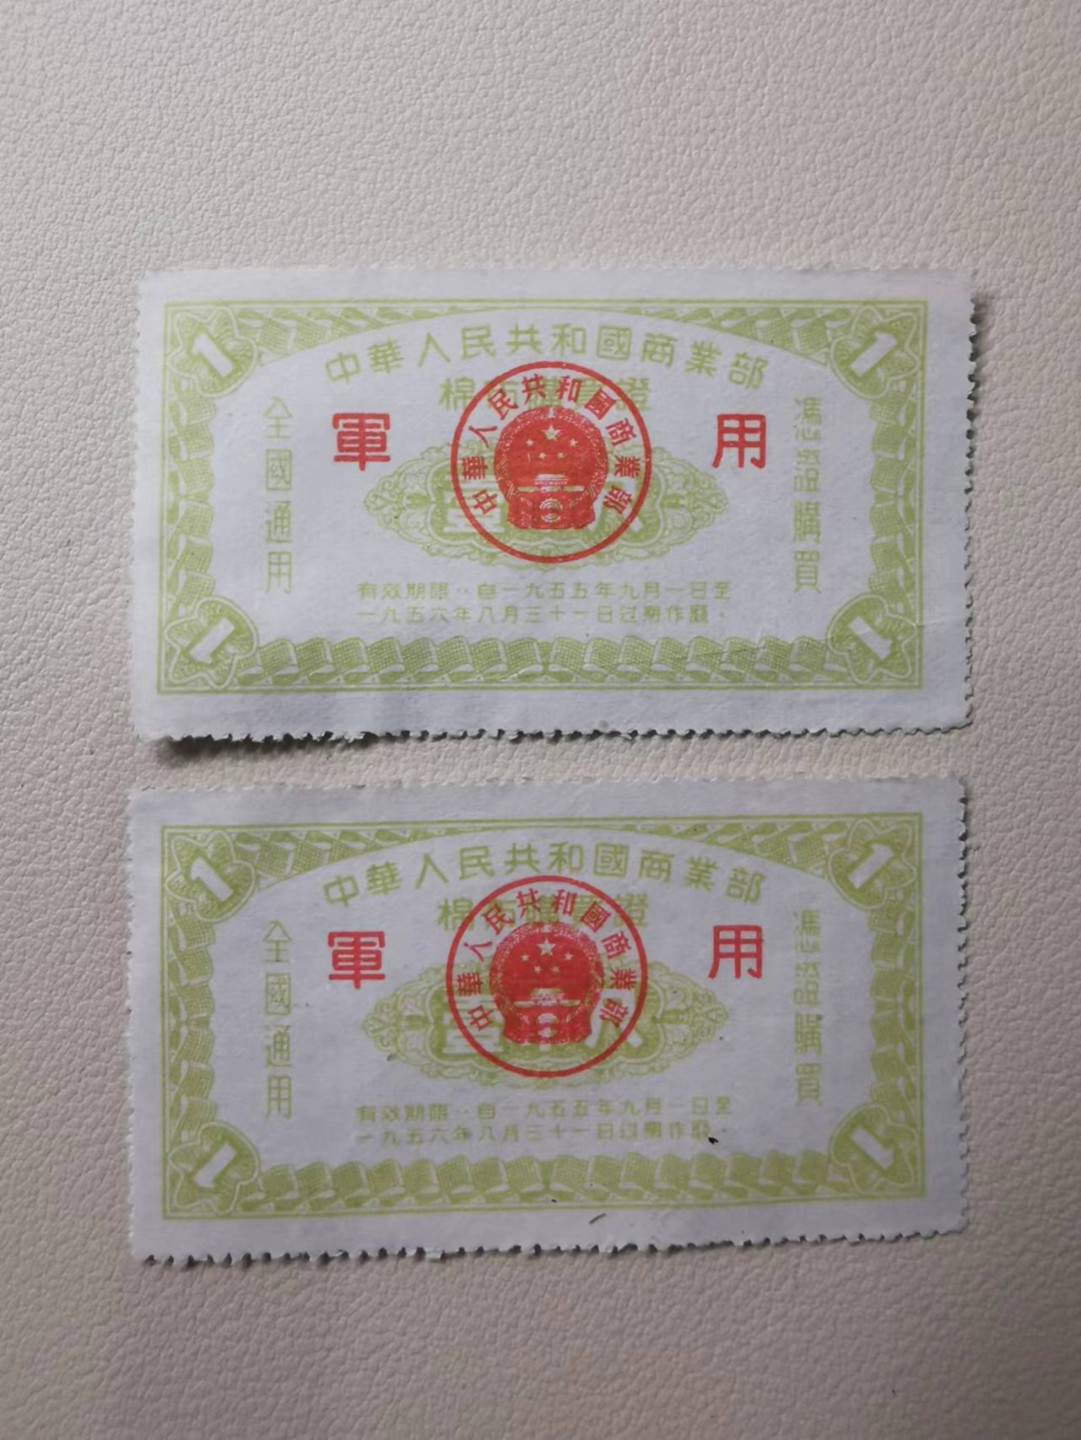 1
1
中華人民共和國商業部
棉布購買證
中華人民共和國商業部
軍用
全國通用
憑證購買
有效期限：自一九五五年九月一日至
一九五六年八月三十一日过期作廢．
1
1
1
1
中華人民共和國商業部
棉布購買證
中華人民共和國商業部
軍用
全國通用
憑證購買
有效期限：自一九五五年九月一日至
一九五六年八月三十一日过期作廢．
1
1